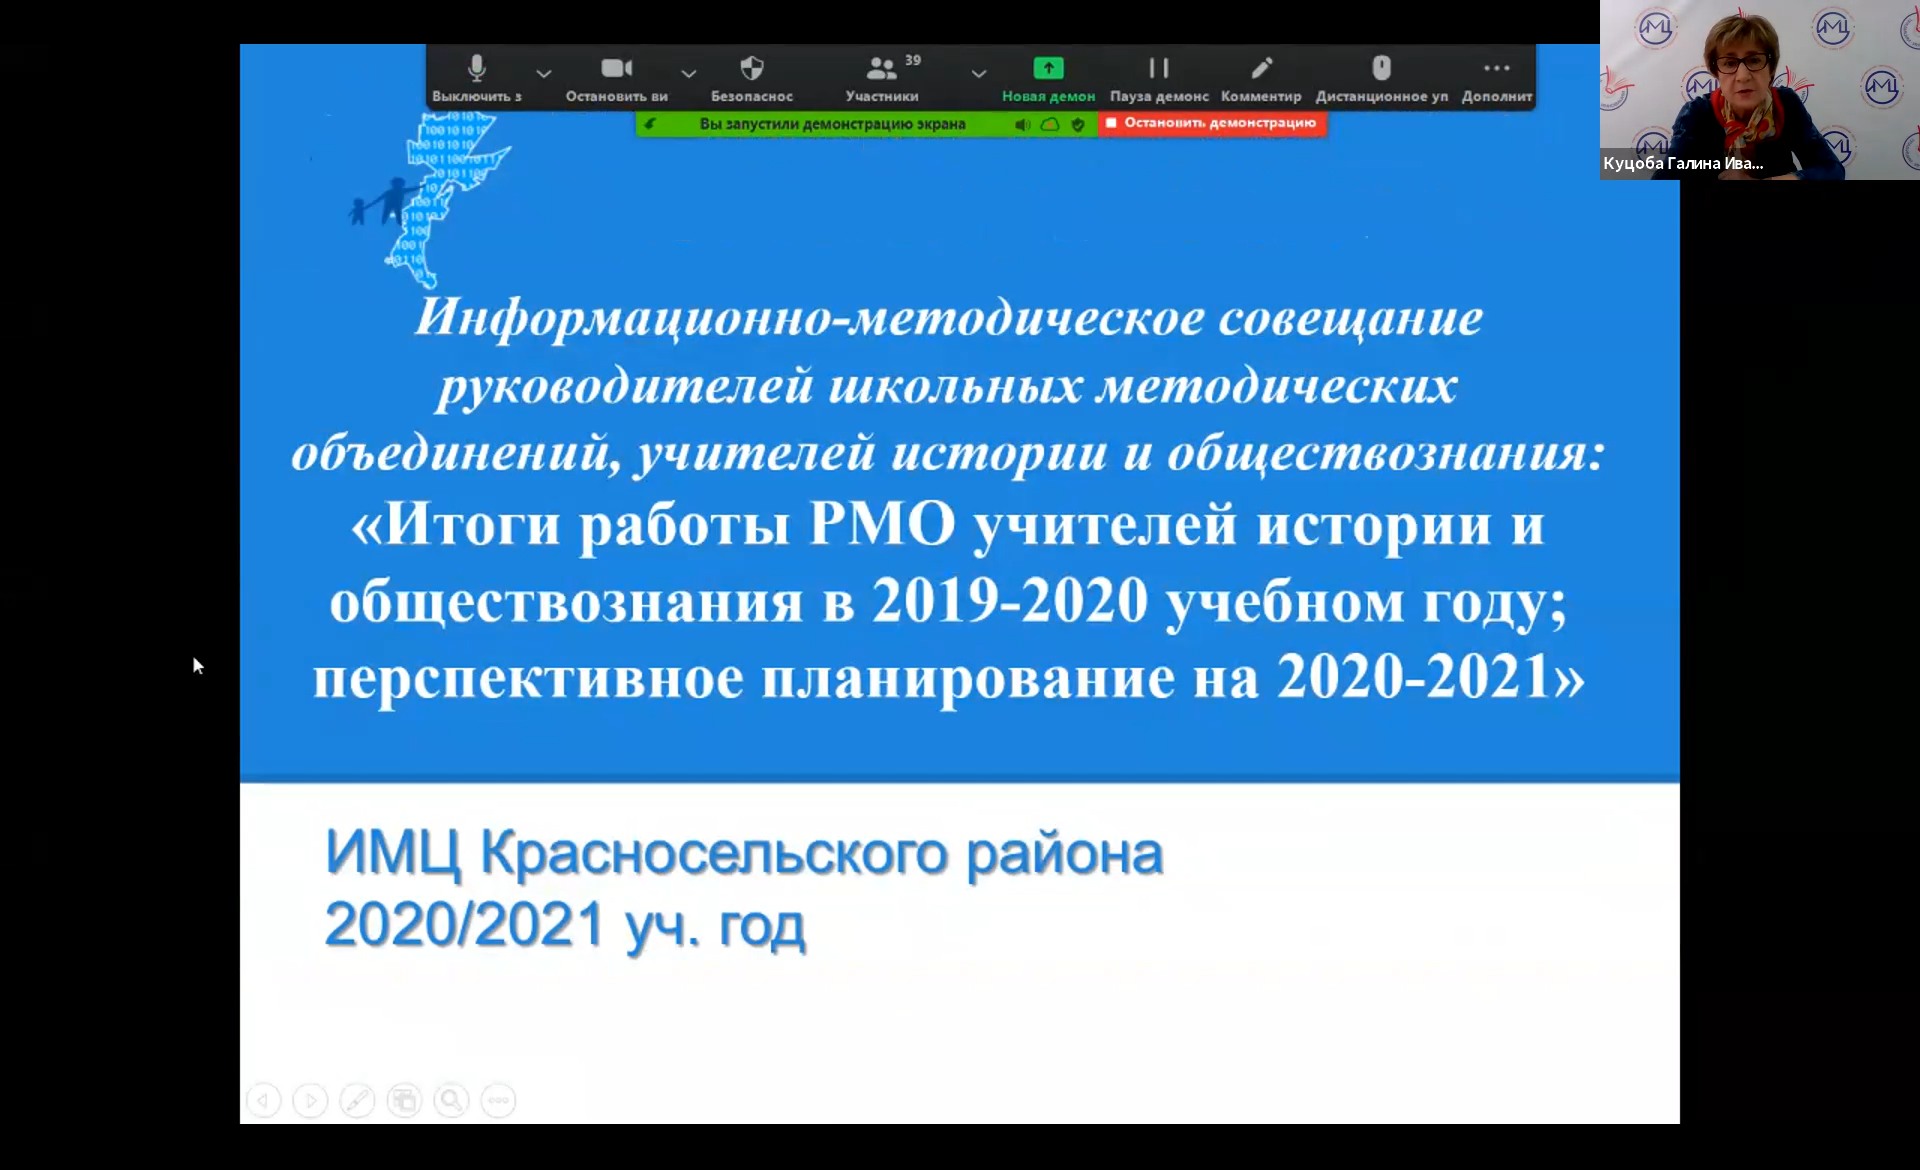 39
Выключить з
Остановить ви
Безопаснос
Участники
Новая демон
Пауза демонс
Комментир
Дистанционное уп
Дополнит
Вы запустили демонстрацию экрана
Остановить демонстрацию
Куцоба Галина Ива...
Информационно-методическое совещание
руководителей школьных методических
объединений, учителей истории и обществознания:
«Итоги работы РМО учителей истории и
обществознания в 2019-2020 учебном году;
перспективное планирование на 2020-2021»
ИМЦ Красносельского района
2020/2021 уч. год